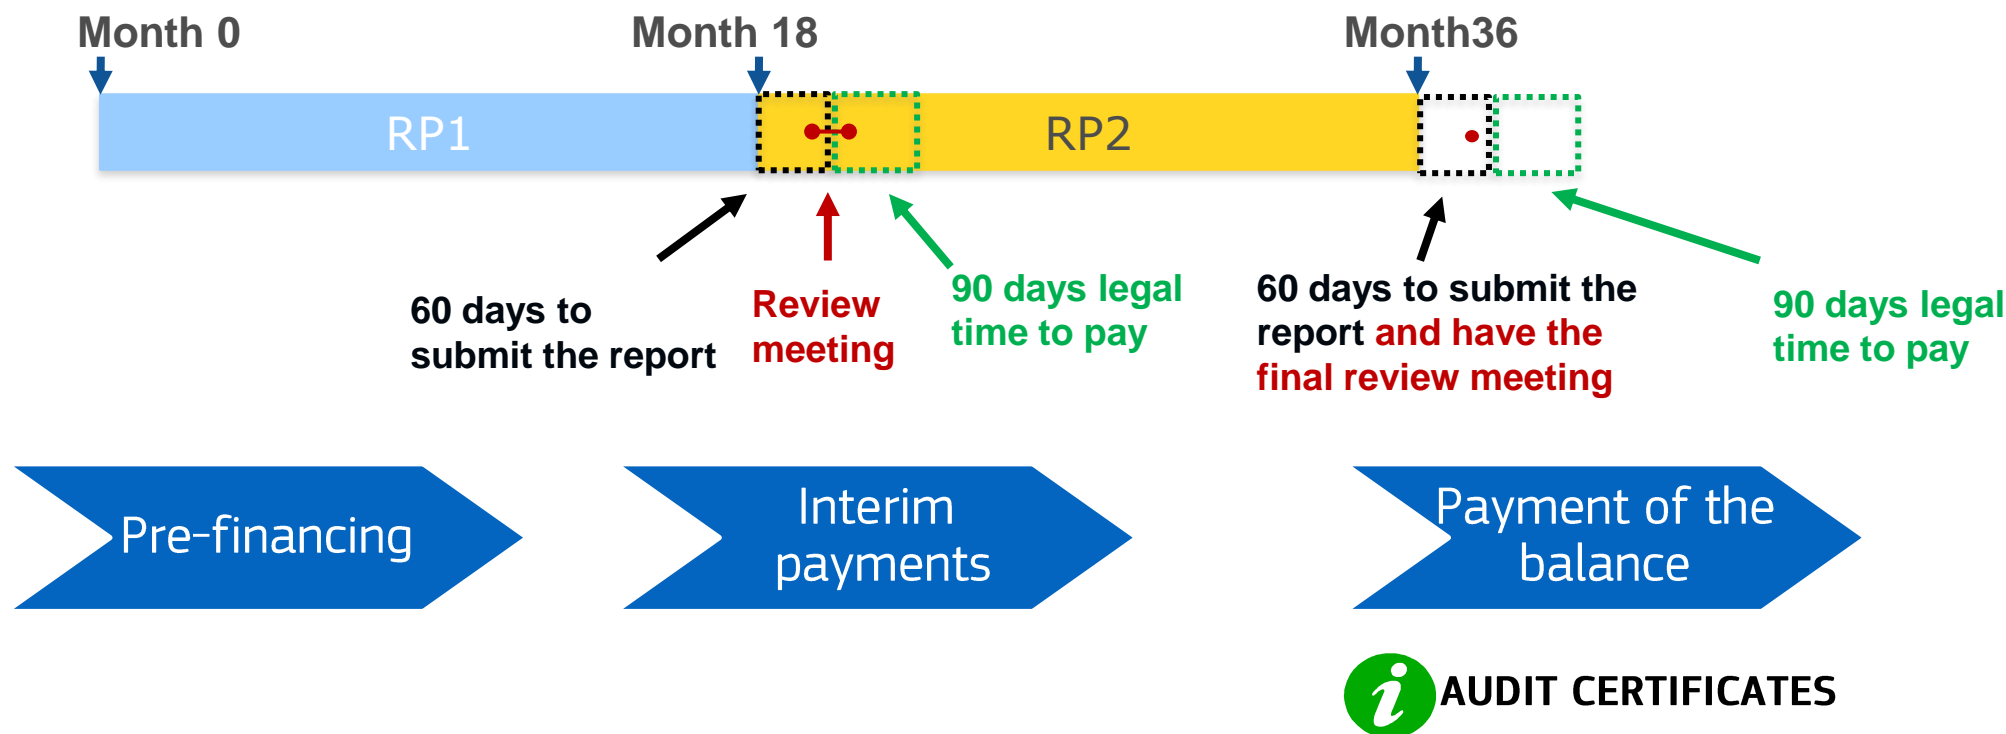 Month 0
Month 18
Month36
RP1
RP2
60 days to
submit the report
Review
meeting
90 days legal
time to pay
60 days to submit the
report and have the
final review meeting
90 days legal
time to pay
Pre-financing
Interim
payments
Payment of the
balance
i
AUDIT CERTIFICATES